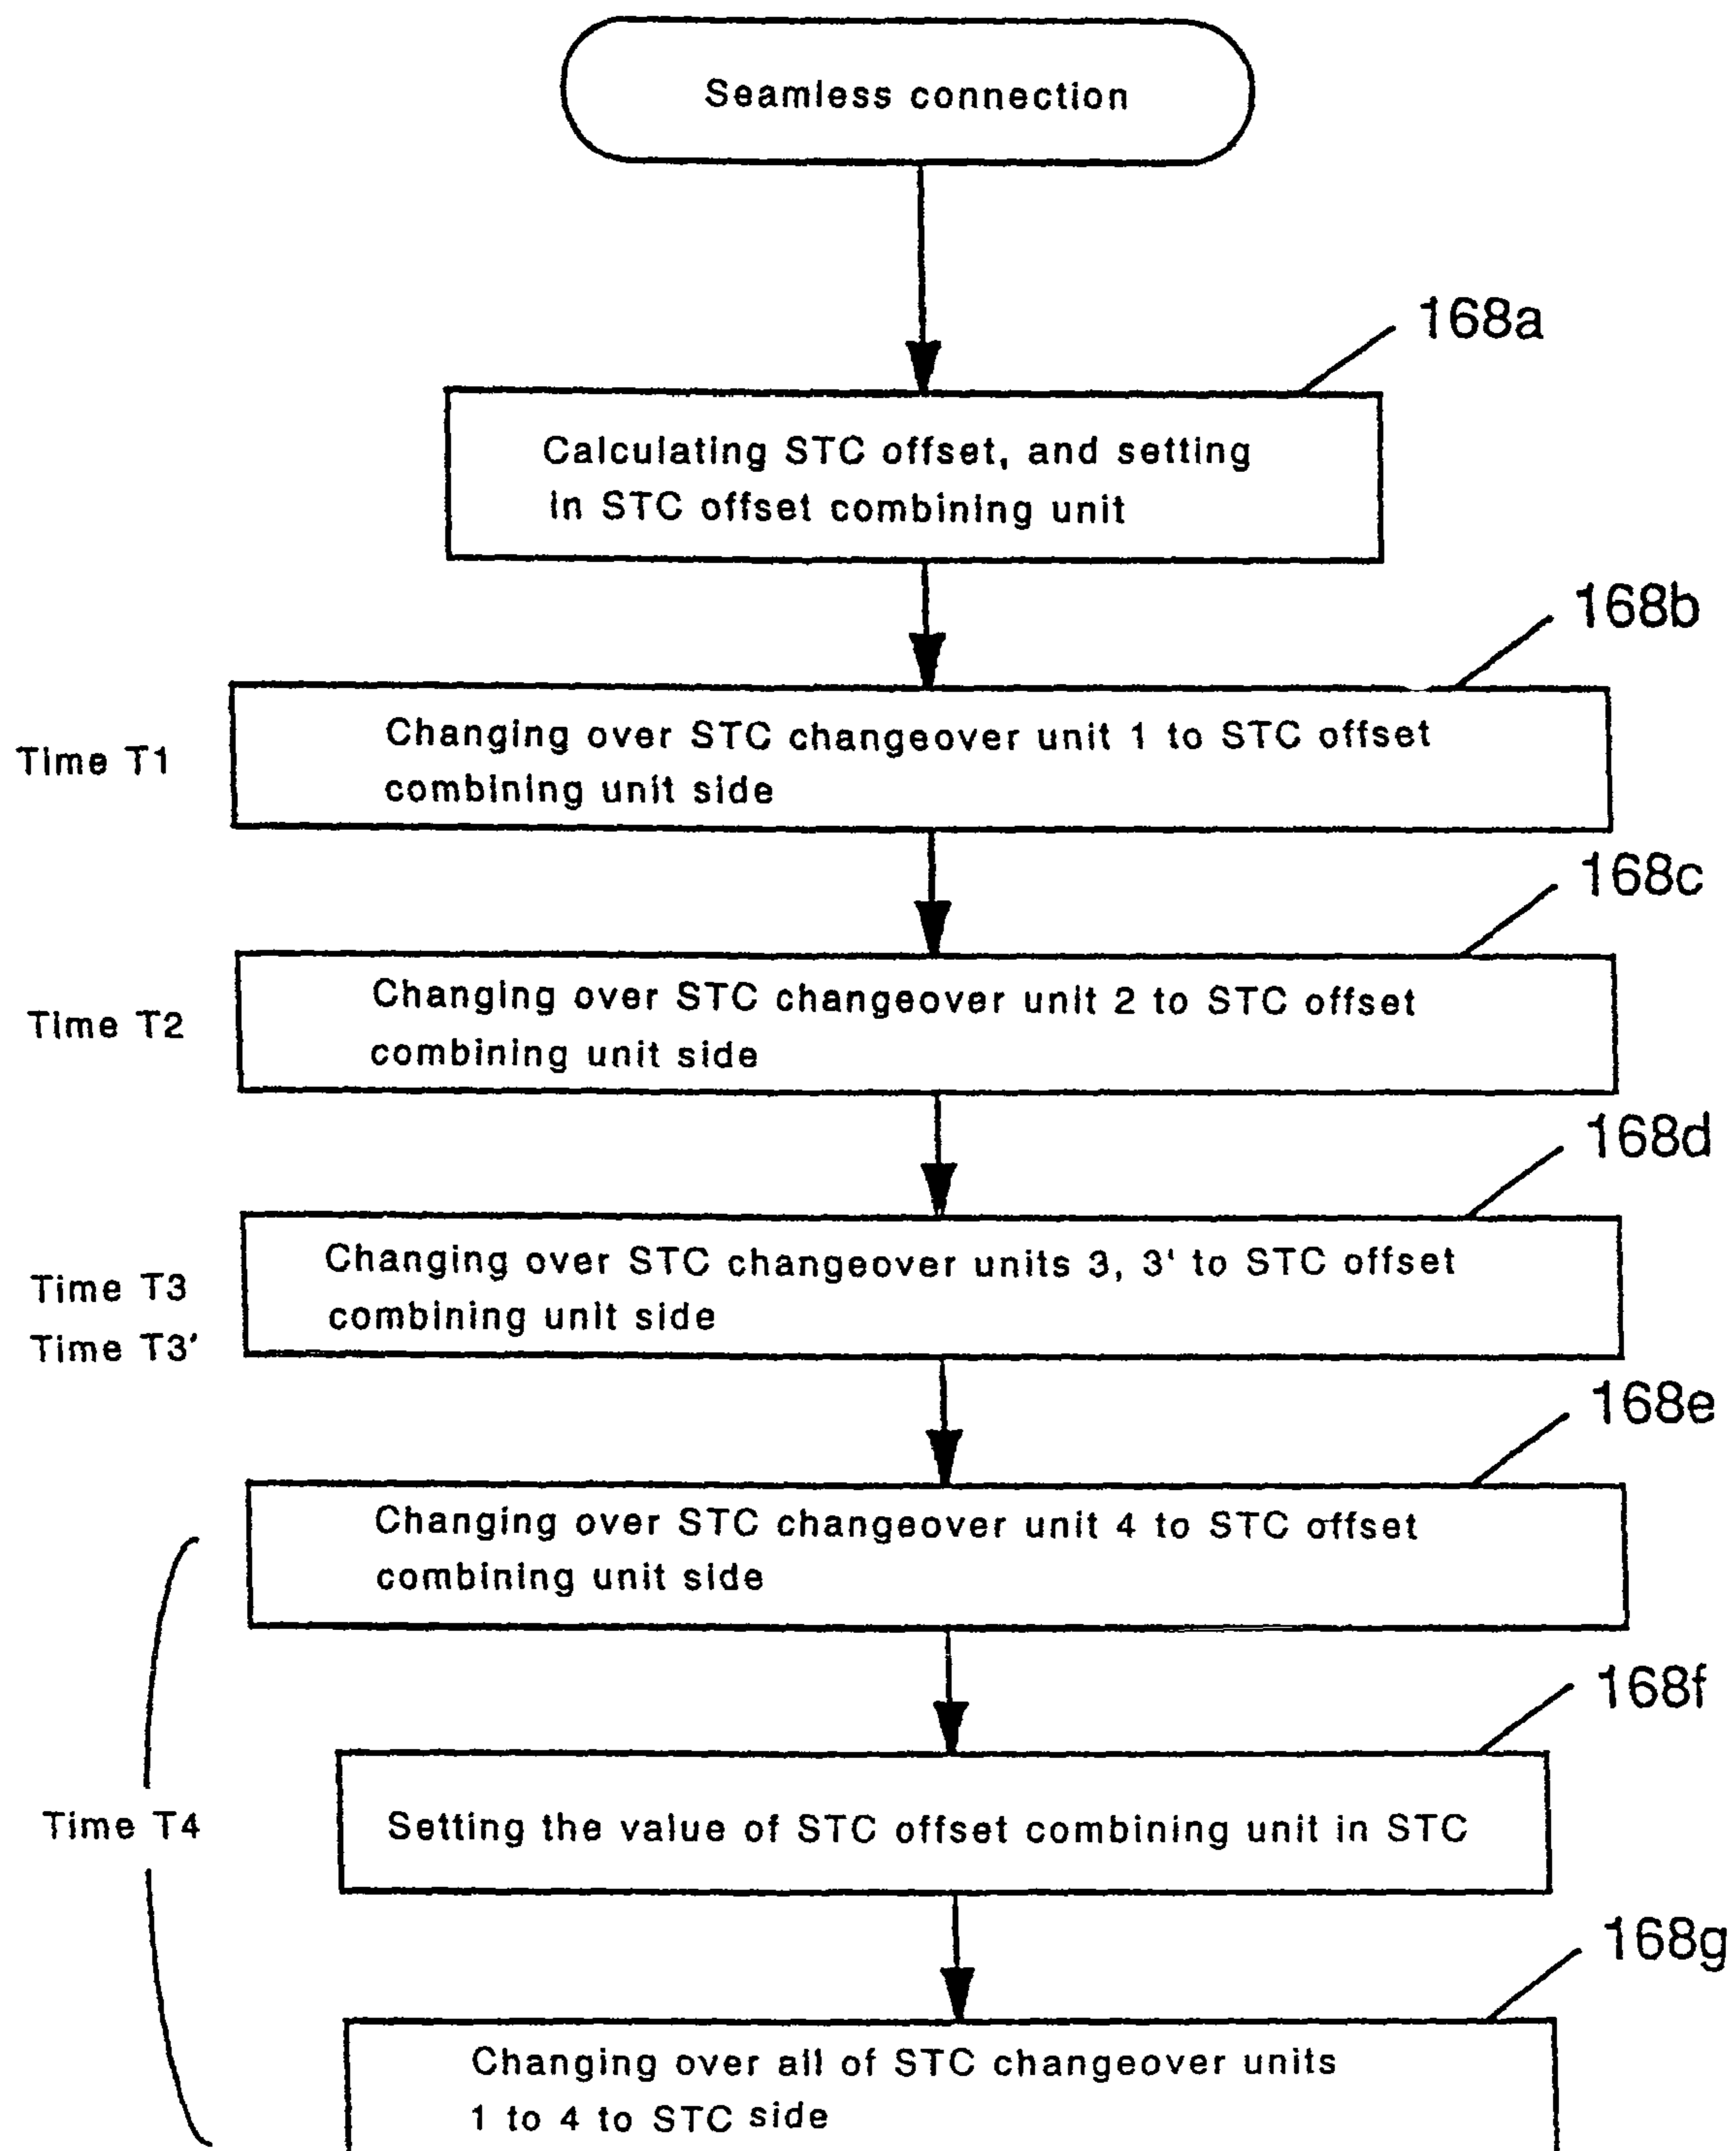 Seamless connection
168a
Calculating STC offset, and setting
in STC offset combining unit
168b
Time T1
Changing over STC changeover unit 1 to STC offset
combining unit side
168c
Time T2
Changing over STC changeover unit 2 to STC offset
combining unit side
168d
Time T3
Time T3'
Changing over STC changeover units 3, 3' to STC offset
combining unit side
168e
Changing over STC changeover unit 4 to STC offset
combining unit side
168f
Time T4
Setting the value of STC offset combining unit in STC
168g
Changing over all of STC changeover units
1 to 4 to STC side